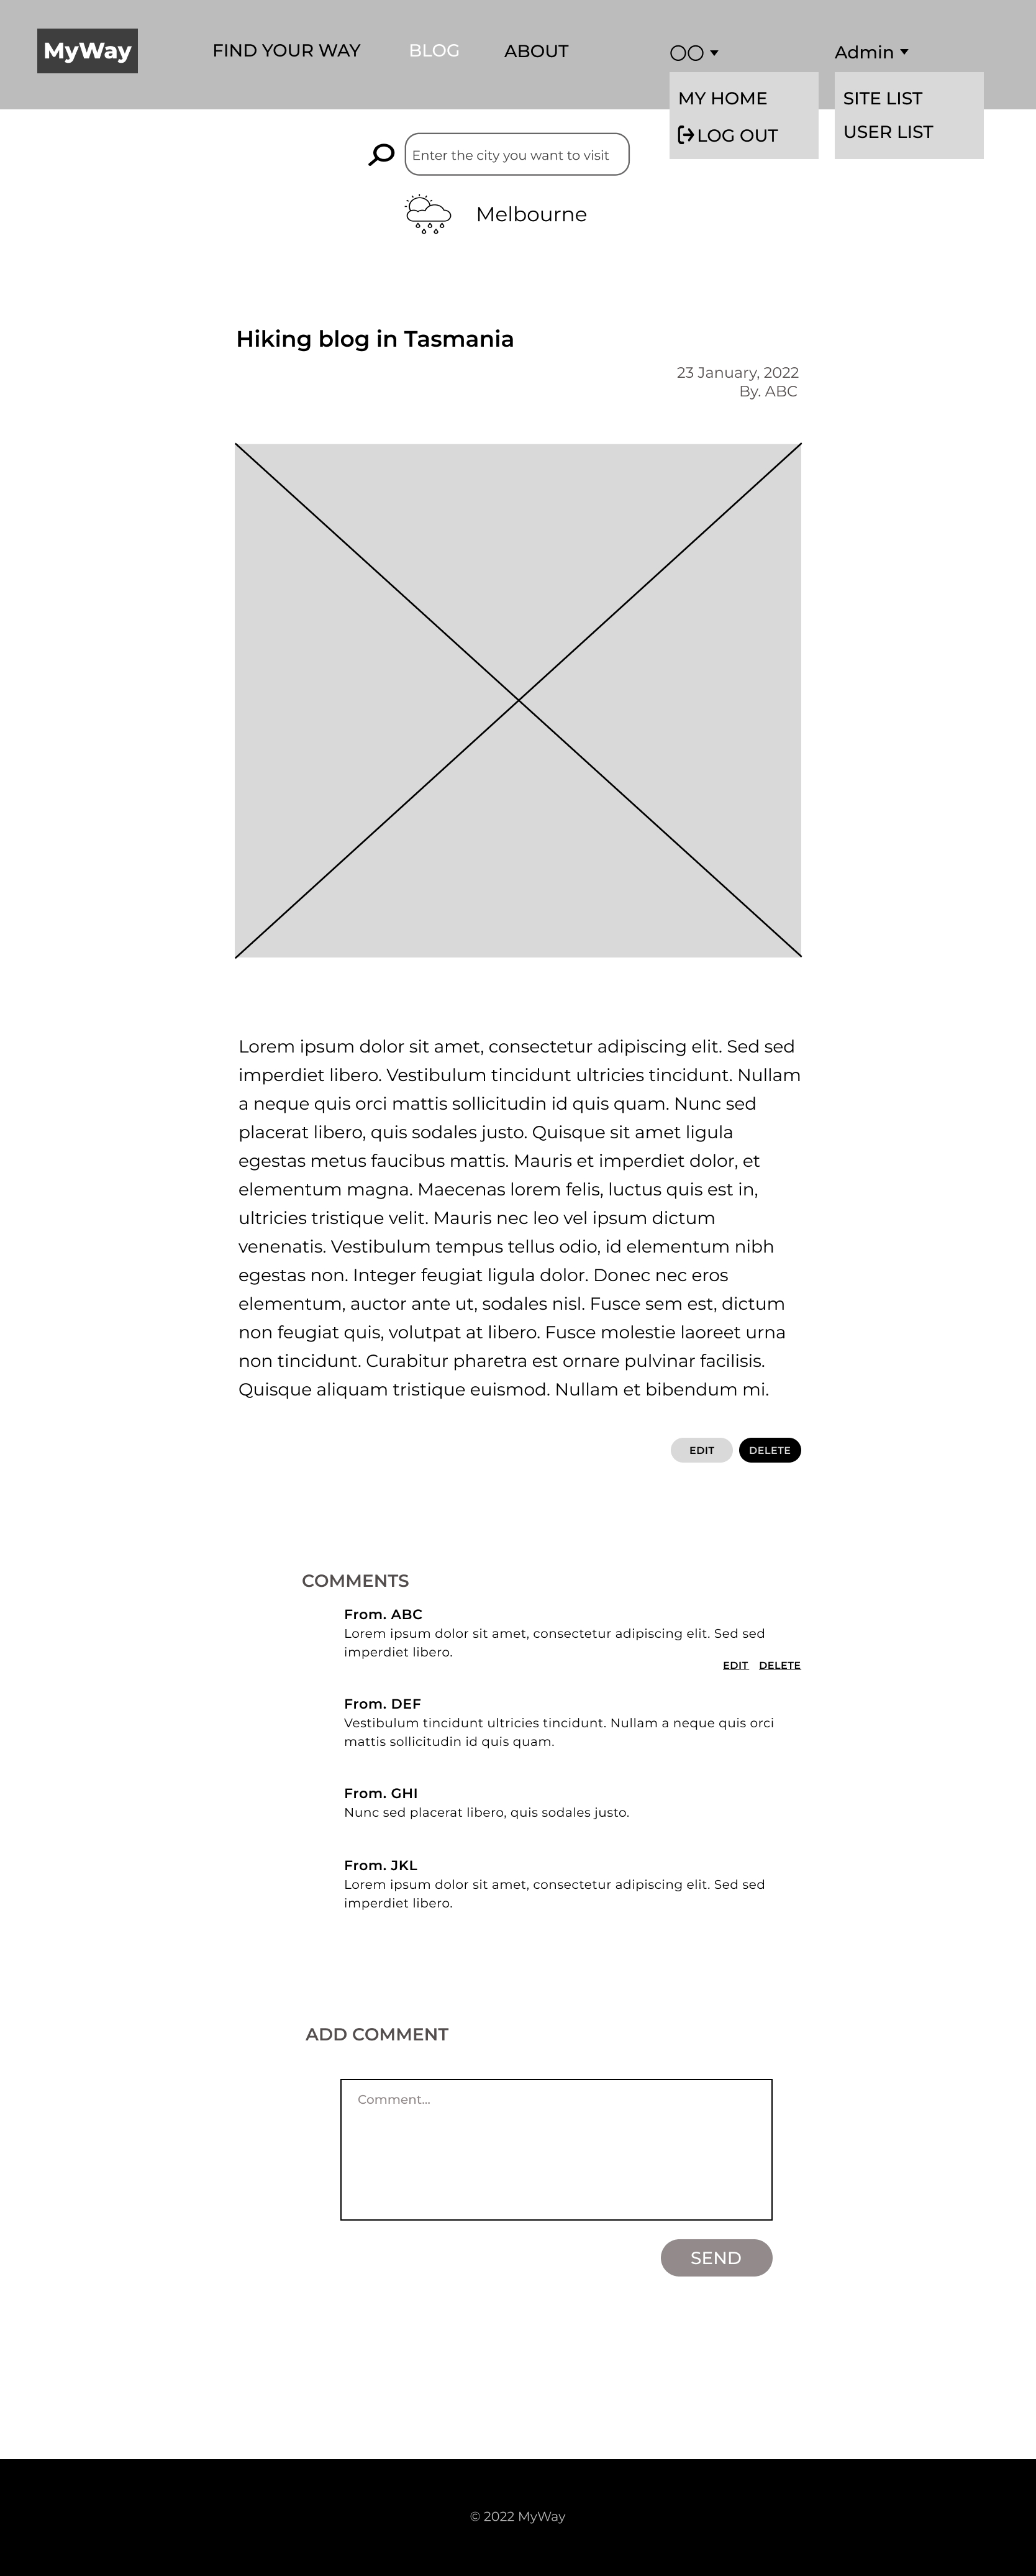 MyWay
FIND YOUR WAY
BLOG
ABOUT
○○
Admin
MY HOME
LOG OUT
SITE LIST
USER LIST
Enter the city you want to visit
Melbourne
Hiking blog in Tasmania
23 January, 2022
By. ABC
Lorem ipsum dolor sit amet, consectetur adipiscing elit. Sed sed
imperdiet libero. Vestibulum tincidunt ultricies tincidunt. Nullam
a neque quis orci mattis sollicitudin id quis quam. Nunc sed
placerat libero, quis sodales justo. Quisque sit amet ligula
egestas metus faucibus mattis. Mauris et imperdiet dolor, et
elementum magna. Maecenas lorem felis, luctus quis est in,
ultricies tristique velit. Mauris nec leo vel ipsum dictum
venenatis. Vestibulum tempus tellus odio, id elementum nibh
egestas non. Integer feugiat ligula dolor. Donec nec eros
elementum, auctor ante ut, sodales nisl. Fusce sem est, dictum
non feugiat quis, volutpat at libero. Fusce molestie laoreet urna
non tincidunt. Curabitur pharetra est ornare pulvinar facilisis.
Quisque aliquam tristique euismod. Nullam et bibendum mi.
EDIT
DELETE
COMMENTS
From. ABC
Lorem ipsum dolor sit amet, consectetur adipiscing elit. Sed sed
imperdiet libero.
EDIT
DELETE
From. DEF
Vestibulum tincidunt ultricies tincidunt. Nullam a neque quis orci
mattis sollicitudin id quis quam.
From. GHI
Nunc sed placerat libero, quis sodales justo.
From. JKL
Lorem ipsum dolor sit amet, consectetur adipiscing elit. Sed sed
imperdiet libero.
ADD COMMENT
Comment...
SEND
© 2022 MyWay